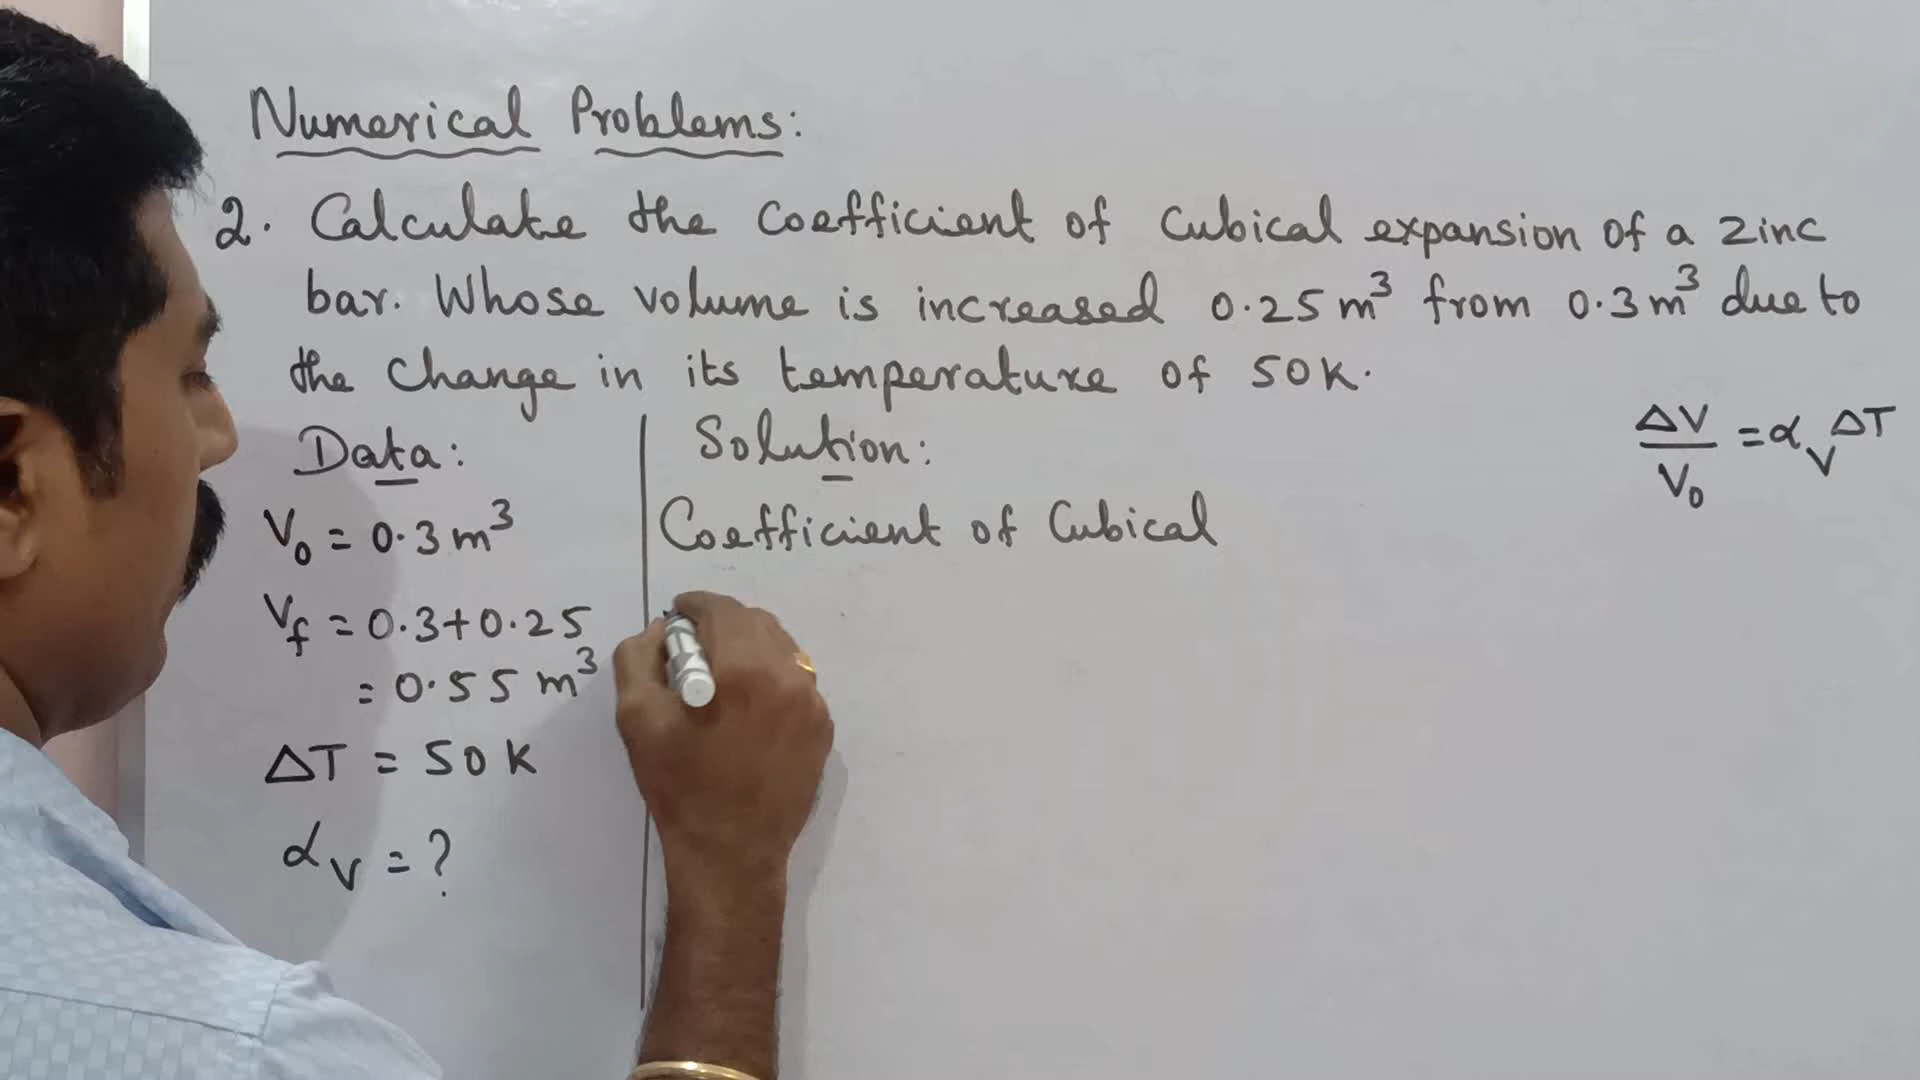 Numerical Problems:
2. Calculate the coefficient of cubical expansion of a zinc
bar. Whose volume is increased 0.25 m³ from 0.3 m³ due to
the change in its temperature of 50K.
ΔV/V₀ = αᵥ ΔT
Data:
V₀ = 0.3 m³
V_f = 0.3+0.25
= 0.55 m³
ΔT = 50 K
αᵥ = ?
Solution:
Coefficient of Cubical